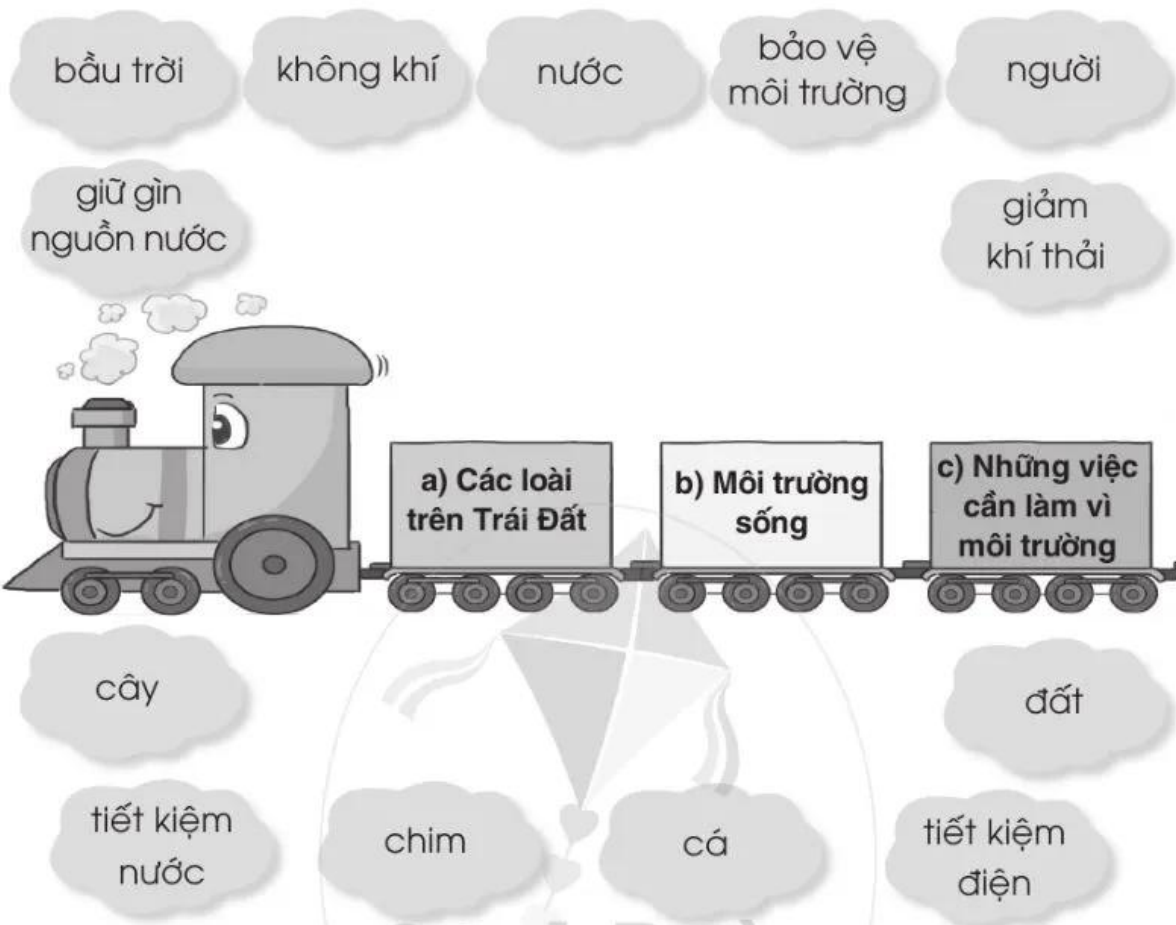 bầu trời
không khí
nước
bảo vệ
môi trường
người
giữ gìn
nguồn nước
giảm
khí thải
a) Các loài
trên Trái Đất
b) Môi trường
sống
c) Những việc
cần làm vì
môi trường
cây
đất
tiết kiệm
nước
chim
cá
tiết kiệm
điện